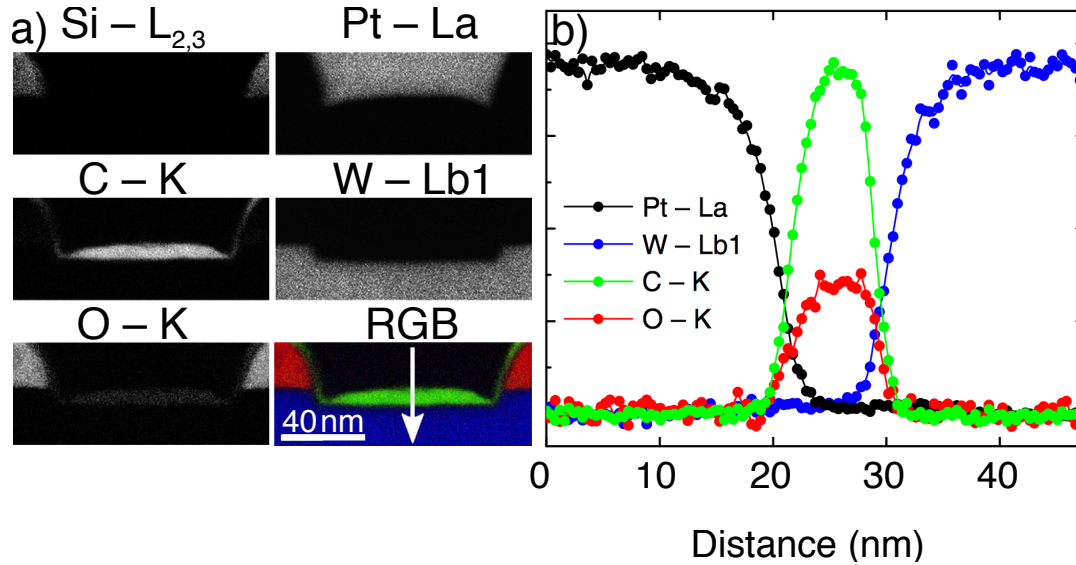 a)
Si – L2,3
Pt – La
C – K
W – Lb1
O – K
RGB
40 nm
b)
Pt – La
W – Lb1
C – K
O – K
0 10 20 30 40
Distance (nm)